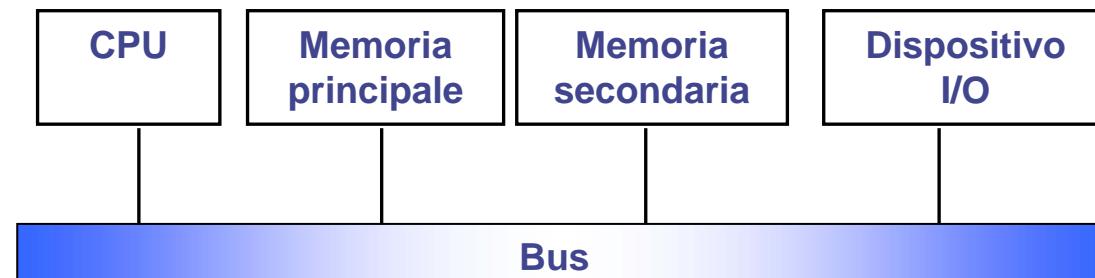 CPU
Memoria
principale
Memoria
secondaria
Dispositivo
I/O
Bus